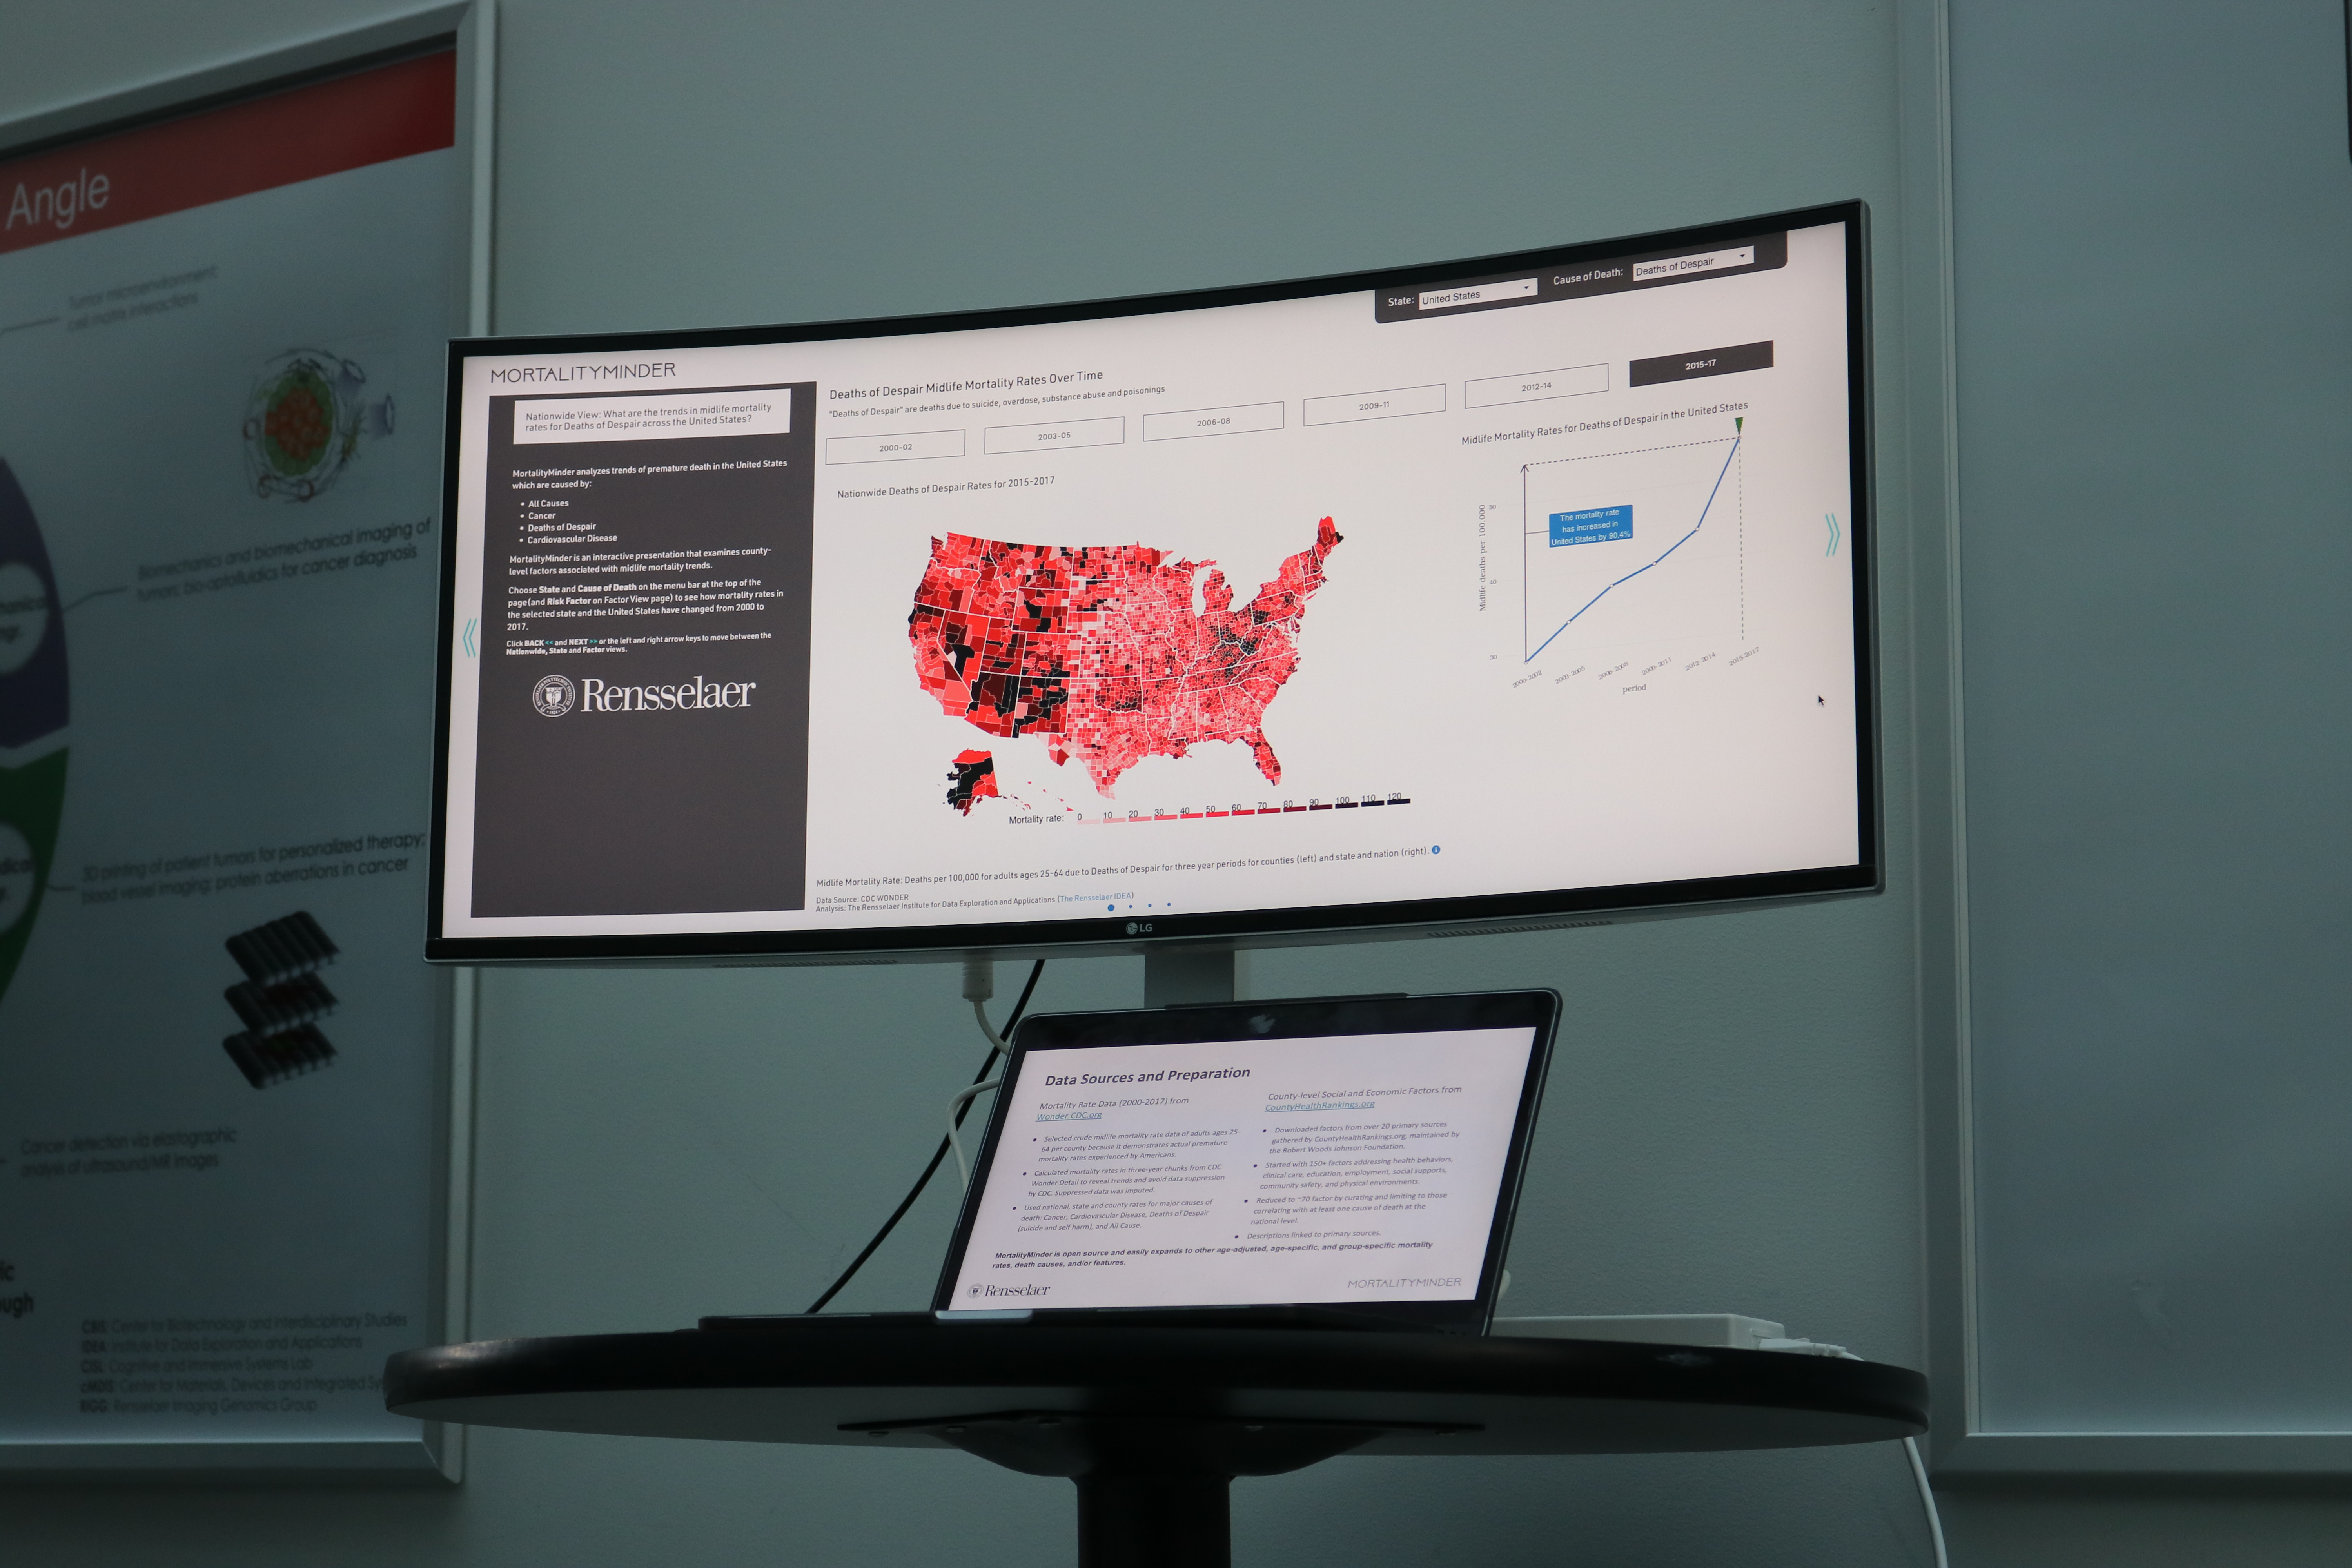 Angle
Tumor microenvironment;
cell matrix interactions
Biomechanics and biomechanical imaging of
tumors; bio-optofluidics for cancer diagnosis
3D printing of patient tumors for personalized therapy;
blood vessel imaging; protein aberrations in cancer
Cancer detection via elastographic
analysis of ultrasound/MR images
CBIS: Center for Biotechnology and Interdisciplinary Studies
IDEA: Institute for Data Exploration and Applications
CISL: Cognitive and Immersive Systems Lab
cMDIS: Center for Materials, Devices and Integrated
BIGG: Rensselaer Imaging Genomics Group
MORTALITYMINDER
State: United States
Cause of Death: Deaths of Despair
Nationwide View: What are the trends in midlife mortality
rates for Deaths of Despair across the United States?
MortalityMinder analyzes trends of premature death in the United States
which are caused by:
• All Causes
• Cancer
• Deaths of Despair
• Cardiovascular Disease
MortalityMinder is an interactive presentation that examines county-
level factors associated with midlife mortality trends.
Choose State and Cause of Death on the menu bar at the top of the
page(and Risk Factor on Factor View page) to see how mortality rates in
the selected state and the United States have changed from 2000 to
2017.
Click BACK << and NEXT >> or the left and right arrow keys to move between the
Nationwide, State and Factor views.
Rensselaer
Deaths of Despair Midlife Mortality Rates Over Time
"Deaths of Despair" are deaths due to suicide, overdose, substance abuse and poisonings
2000-02
2003-05
2006-08
2009-11
2012-14
2015-17
Nationwide Deaths of Despair Rates for 2015-2017
Mortality rate: 0 10 20 30 40 50 60 70 80 90 100 110 120
Midlife Mortality Rates for Deaths of Despair in the United States
Midlife deaths per 100,000
50
40
30
The mortality rate
has increased in
United States by 90.4%
2000-2002 2003-2005 2006-2008 2009-2011 2012-2014 2015-2017
period
Midlife Mortality Rate: Deaths per 100,000 for adults ages 25-64 due to Deaths of Despair for three year periods for counties (left) and state and nation (right).
Data Source: CDC WONDER
Analysis: The Rensselaer Institute for Data Exploration and Applications (The Rensselaer IDEA)
LG
Data Sources and Preparation
Mortality Rate Data (2000-2017) from
Wonder.CDC.org
• Selected crude midlife mortality rate data of adults ages 25-
64 per county because it demonstrates actual premature
mortality rates experienced by Americans.
• Calculated mortality rates in three-year chunks from CDC
Wonder Detail to reveal trends and avoid data suppression
by CDC. Suppressed data was imputed.
• Used national, state and county rates for major causes of
death: Cancer, Cardiovascular Disease, Deaths of Despair
(suicide and self harm), and All Cause.
County-level Social and Economic Factors from
CountyHealthRankings.org
• Downloaded factors from over 20 primary sources
gathered by CountyHealthRankings.org, maintained by
the Robert Woods Johnson Foundation.
• Started with 150+ factors addressing health behaviors,
clinical care, education, employment, social supports,
community safety, and physical environments.
• Reduced to ~70 factor by curating and limiting to those
correlating with at least one cause of death at the
national level.
• Descriptions linked to primary sources.
MortalityMinder is open source and easily expands to other age-adjusted, age-specific, and group-specific mortality
rates, death causes, and/or features.
Rensselaer
MORTALITYMINDER